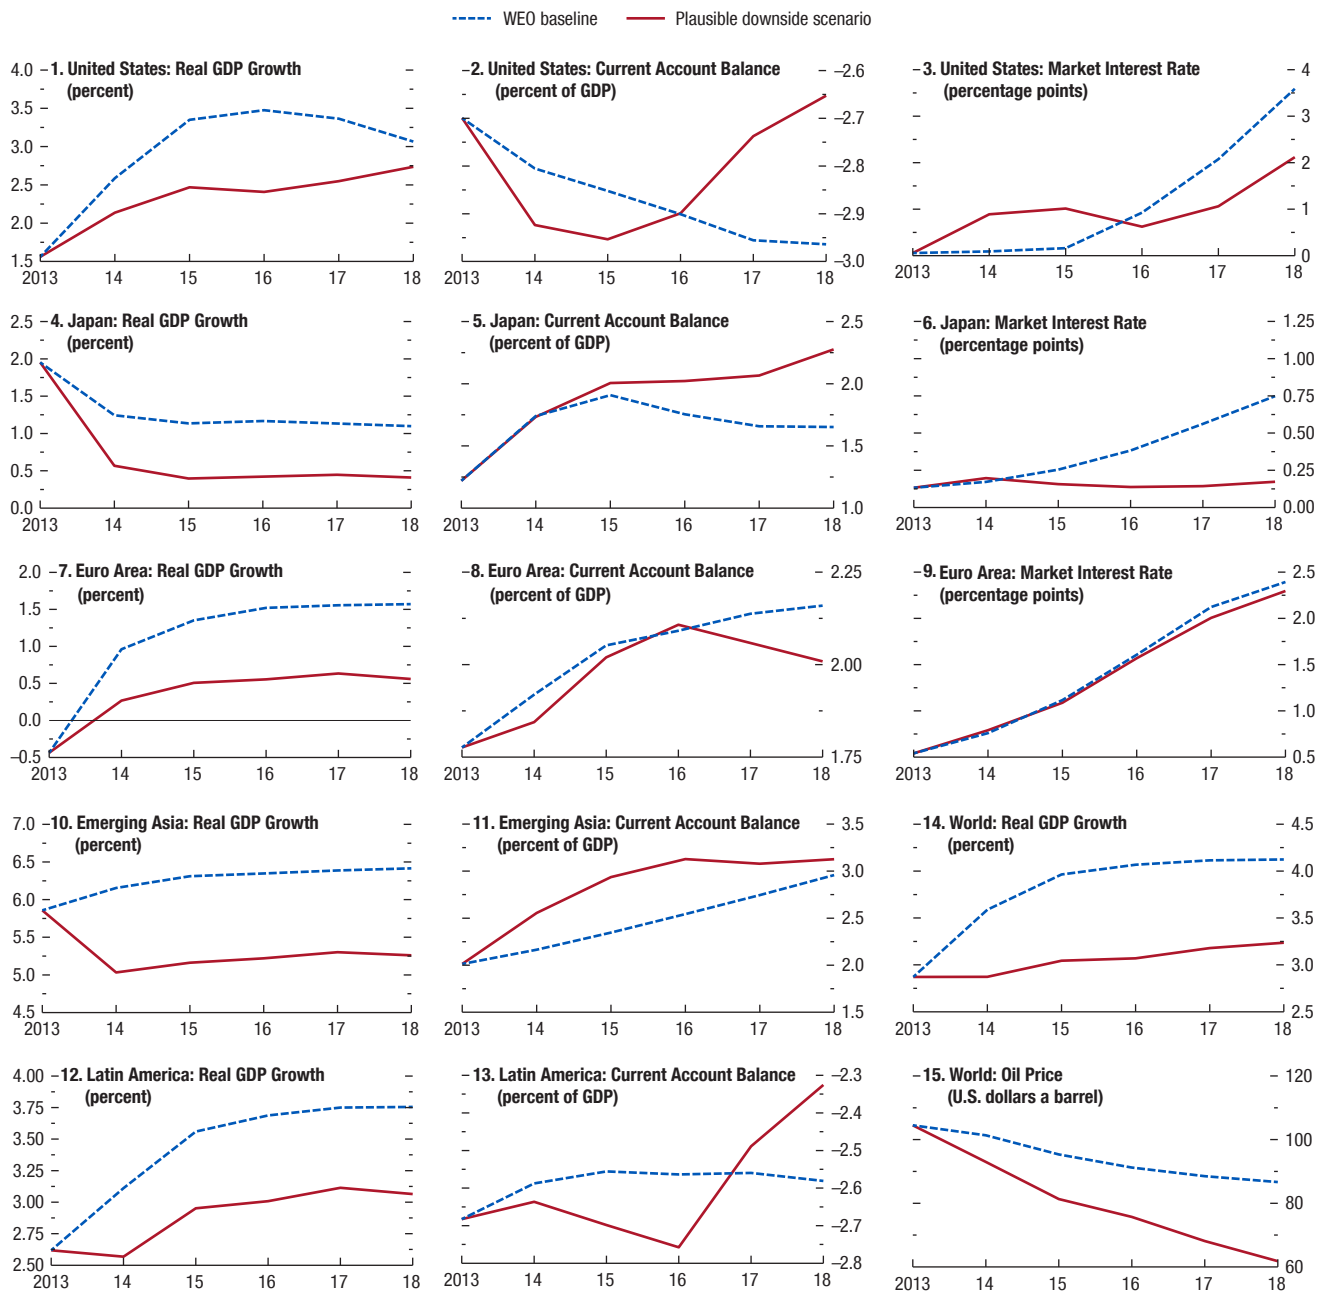 WEO baseline Plausible downside scenario
1. United States: Real GDP Growth
(percent)
4.0
3.5
3.0
2.5
2.0
1.5
2013 14 15 16 17 18
2. United States: Current Account Balance
(percent of GDP)
–2.6
–2.7
–2.8
–2.9
–3.0
2013 14 15 16 17 18
3. United States: Market Interest Rate
(percentage points)
4
3
2
1
0
2013 14 15 16 17 18
4. Japan: Real GDP Growth
(percent)
2.5
2.0
1.5
1.0
0.5
0.0
2013 14 15 16 17 18
5. Japan: Current Account Balance
(percent of GDP)
2.5
2.0
1.5
1.0
2013 14 15 16 17 18
6. Japan: Market Interest Rate
(percentage points)
1.25
1.00
0.75
0.50
0.25
0.00
2013 14 15 16 17 18
7. Euro Area: Real GDP Growth
(percent)
2.0
1.5
1.0
0.5
0.0
–0.5
2013 14 15 16 17 18
8. Euro Area: Current Account Balance
(percent of GDP)
2.25
2.00
1.75
2013 14 15 16 17 18
9. Euro Area: Market Interest Rate
(percentage points)
2.5
2.0
1.5
1.0
0.5
2013 14 15 16 17 18
10. Emerging Asia: Real GDP Growth
(percent)
7.0
6.5
6.0
5.5
5.0
4.5
2013 14 15 16 17 18
11. Emerging Asia: Current Account Balance
(percent of GDP)
3.5
3.0
2.5
2.0
1.5
2013 14 15 16 17 18
14. World: Real GDP Growth
(percent)
4.5
4.0
3.5
3.0
2.5
2013 14 15 16 17 18
12. Latin America: Real GDP Growth
(percent)
4.00
3.75
3.50
3.25
3.00
2.75
2.50
2013 14 15 16 17 18
13. Latin America: Current Account Balance
(percent of GDP)
–2.3
–2.4
–2.5
–2.6
–2.7
–2.8
2013 14 15 16 17 18
15. World: Oil Price
(U.S. dollars a barrel)
120
100
80
60
2013 14 15 16 17 18